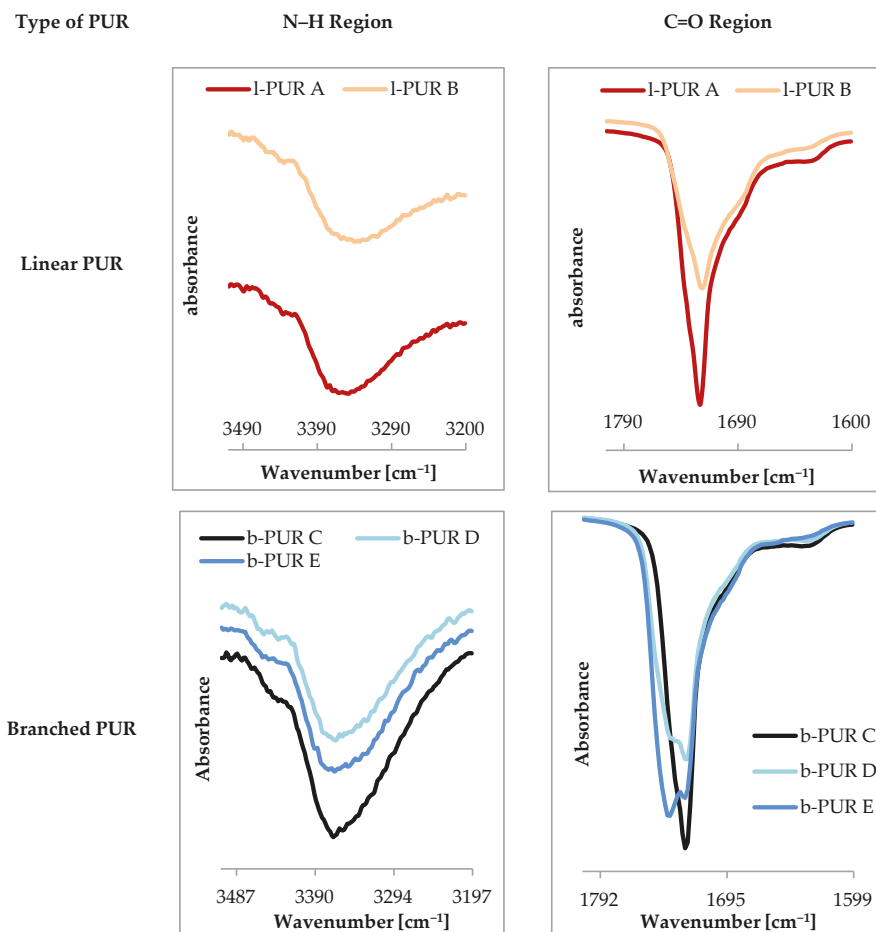 Type of PUR N–H Region C=O Region
l-PUR A l-PUR B
absorbance
3490 3390 3290 3200
Wavenumber [cm⁻¹]
l-PUR A l-PUR B
absorbance
1790 1690 1600
Wavenumber [cm⁻¹]
Linear PUR
b-PUR C b-PUR D
b-PUR E
Absorbance
3487 3390 3294 3197
Wavenumber [cm⁻¹]
Absorbance
b-PUR C
b-PUR D
b-PUR E
1792 1695 1599
Wavenumber [cm⁻¹]
Branched PUR